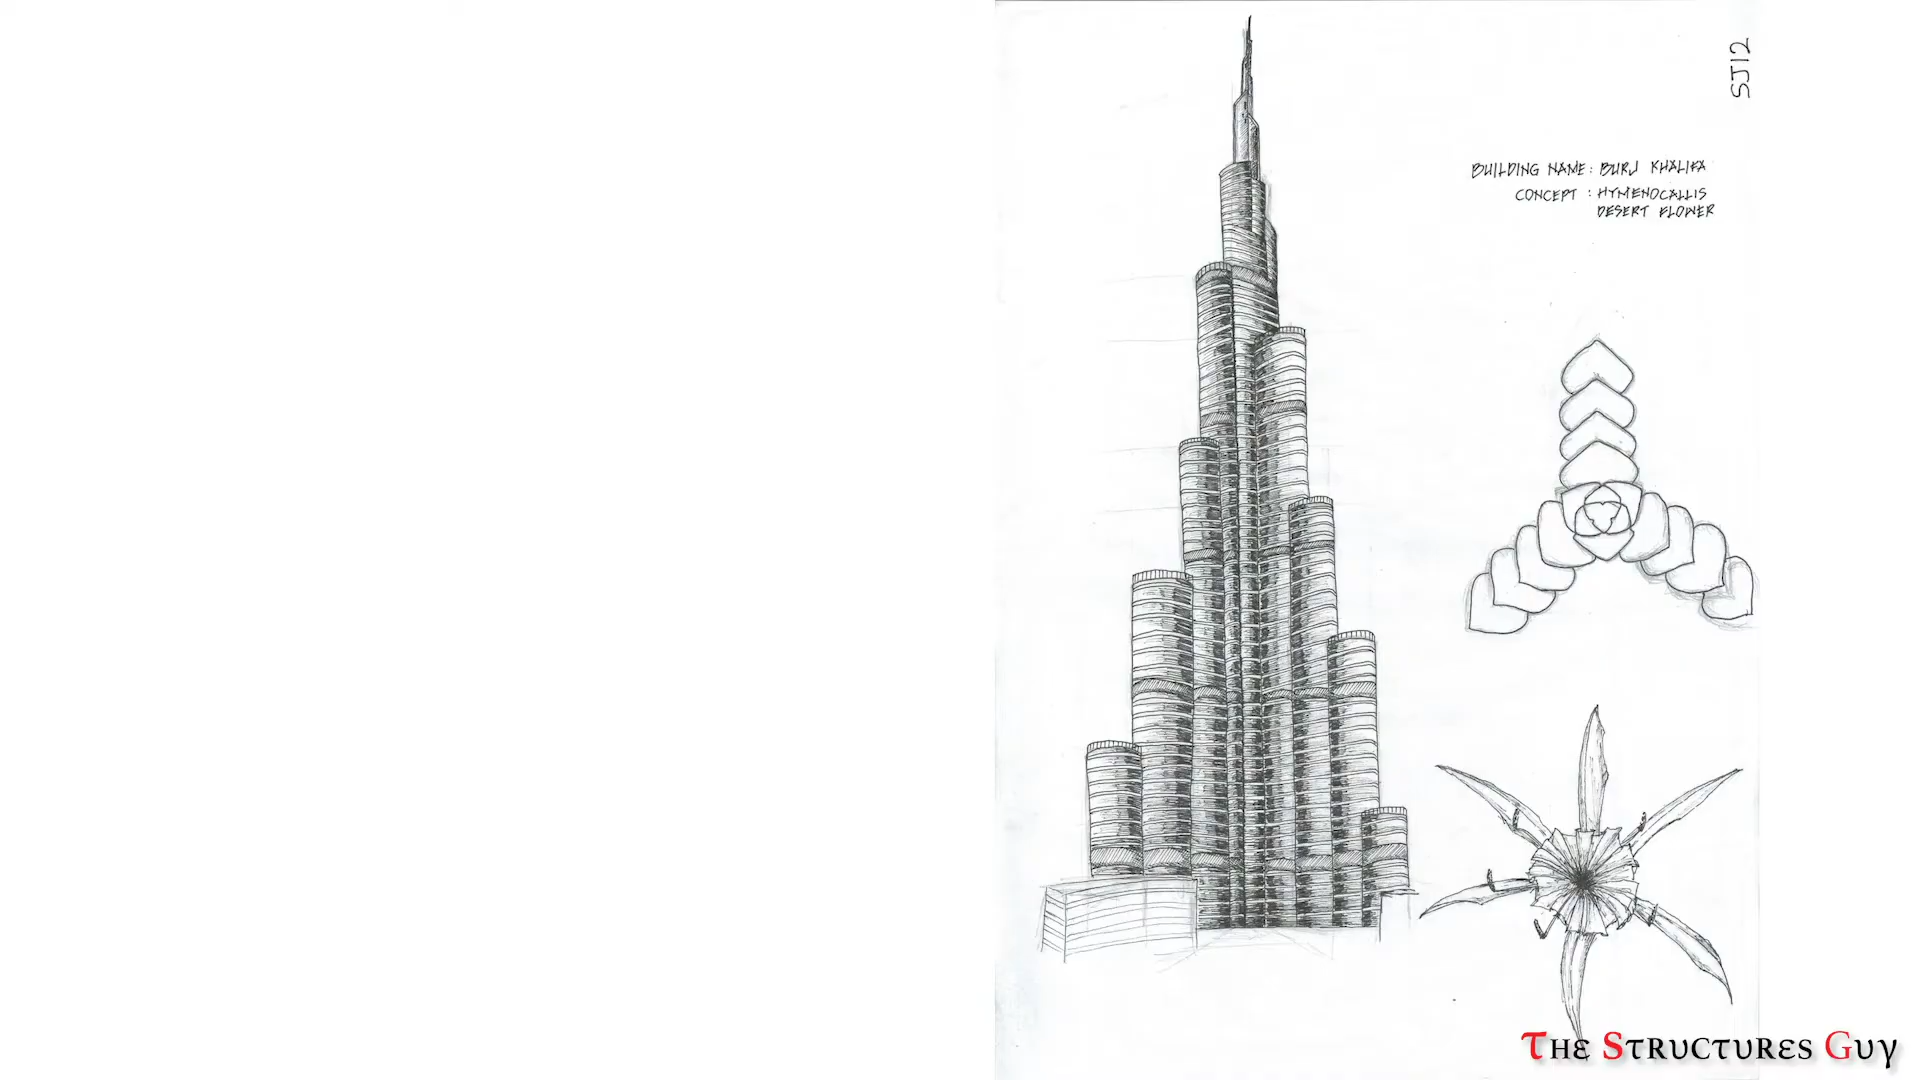 SJ12
BUILDING NAME: BURJ KHALIFA
CONCEPT : HYMENOCALLIS
DESERT FLOWER
The Structures Guy